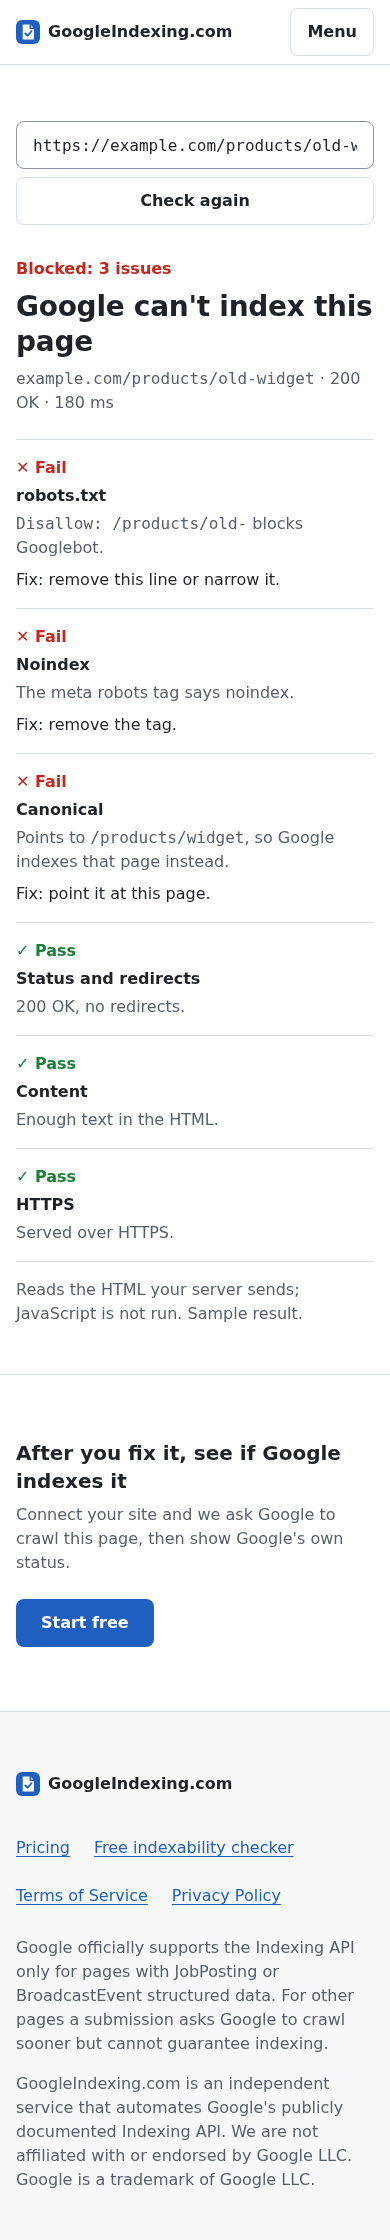 GoogleIndexing.com
Menu
https://example.com/products/old-w
Check again
Blocked: 3 issues
Google can't index this
page
example.com/products/old-widget · 200
OK · 180 ms
✕ Fail
robots.txt
Disallow: /products/old- blocks
Googlebot.
Fix: remove this line or narrow it.
✕ Fail
Noindex
The meta robots tag says noindex.
Fix: remove the tag.
✕ Fail
Canonical
Points to /products/widget, so Google
indexes that page instead.
Fix: point it at this page.
✓ Pass
Status and redirects
200 OK, no redirects.
✓ Pass
Content
Enough text in the HTML.
✓ Pass
HTTPS
Served over HTTPS.
Reads the HTML your server sends;
JavaScript is not run. Sample result.
After you fix it, see if Google
indexes it
Connect your site and we ask Google to
crawl this page, then show Google's own
status.
Start free
GoogleIndexing.com
Pricing Free indexability checker
Terms of Service Privacy Policy
Google officially supports the Indexing API
only for pages with JobPosting or
BroadcastEvent structured data. For other
pages a submission asks Google to crawl
sooner but cannot guarantee indexing.
GoogleIndexing.com is an independent
service that automates Google's publicly
documented Indexing API. We are not
affiliated with or endorsed by Google LLC.
Google is a trademark of Google LLC.